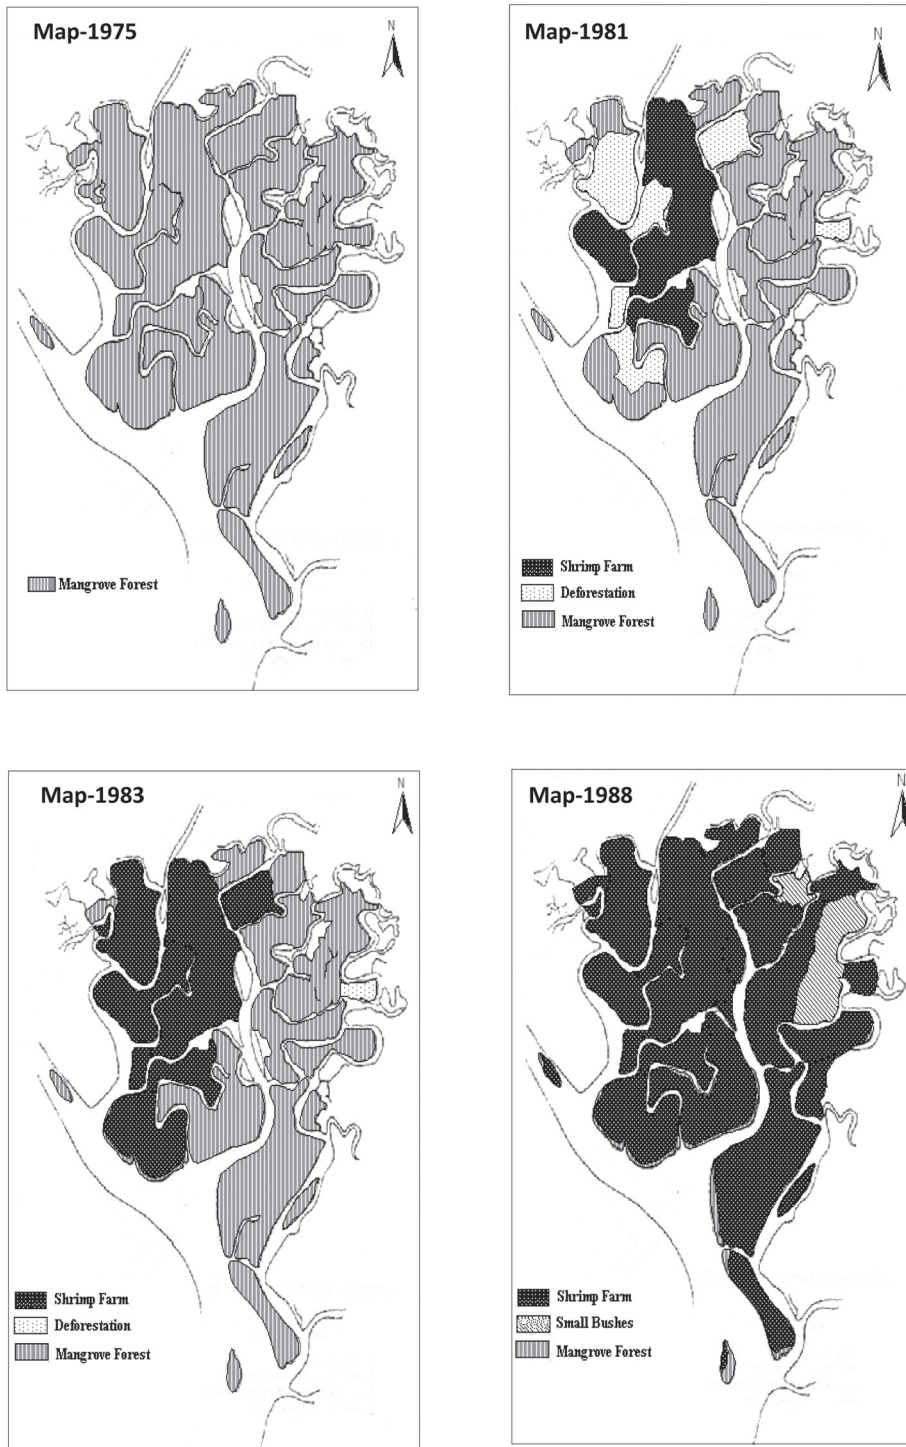 Map-1975
N
Mangrove Forest
Map-1981
N
Shrimp Farm
Deforestation
Mangrove Forest
Map-1983
N
Shrimp Farm
Deforestation
Mangrove Forest
Map-1988
N
Shrimp Farm
Small Bushes
Mangrove Forest